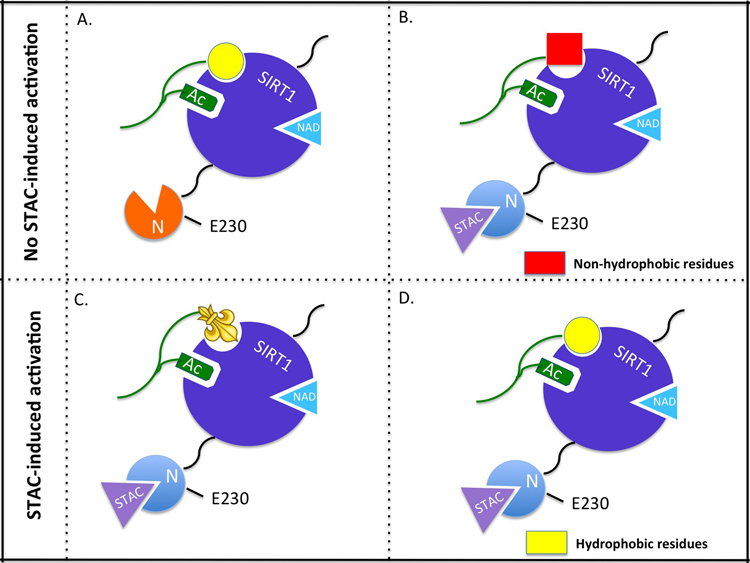 No STAC-induced activation
A.
SIRT1
Ac
NAD
N
E230
B.
SIRT1
Ac
NAD
N
STAC
E230
Non-hydrophobic residues
STAC-induced activation
C.
SIRT1
Ac
NAD
N
STAC
E230
D.
SIRT1
Ac
NAD
N
STAC
E230
Hydrophobic residues